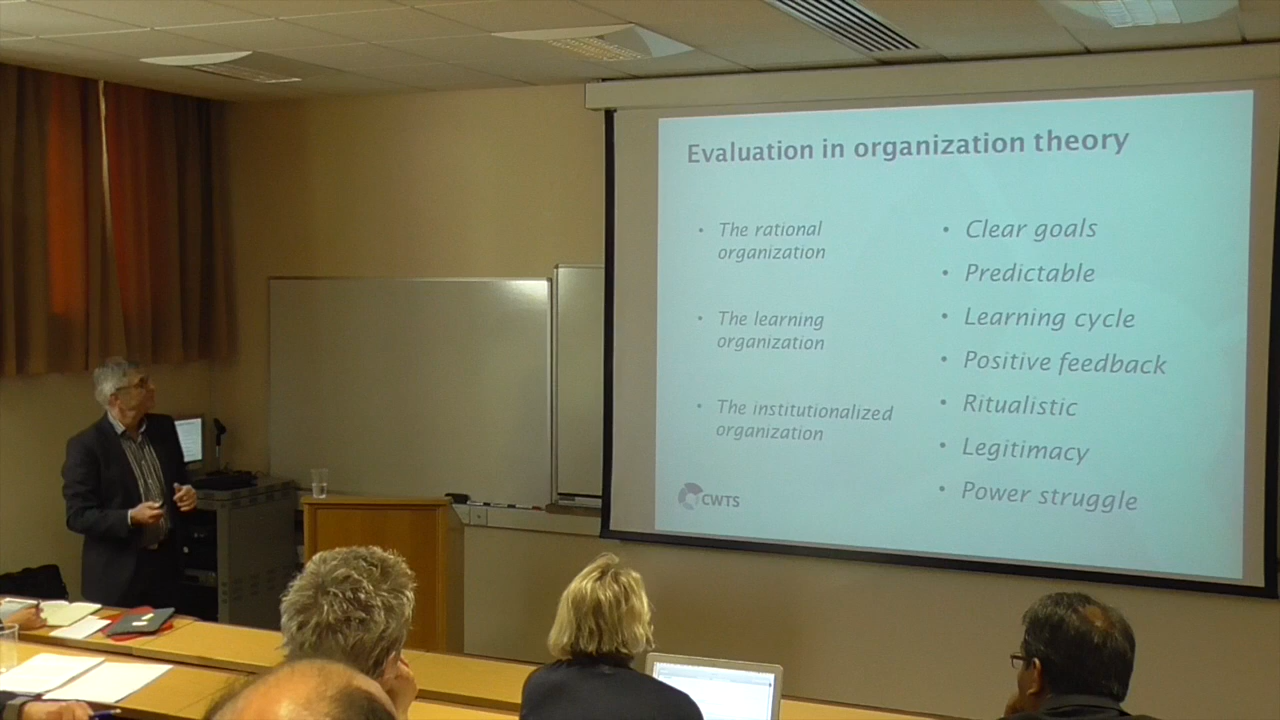 Evaluation in organization theory
• The rational
organization
• The learning
organization
• The institutionalized
organization
• Clear goals
• Predictable
• Learning cycle
• Positive feedback
• Ritualistic
• Legitimacy
• Power struggle
CWTS